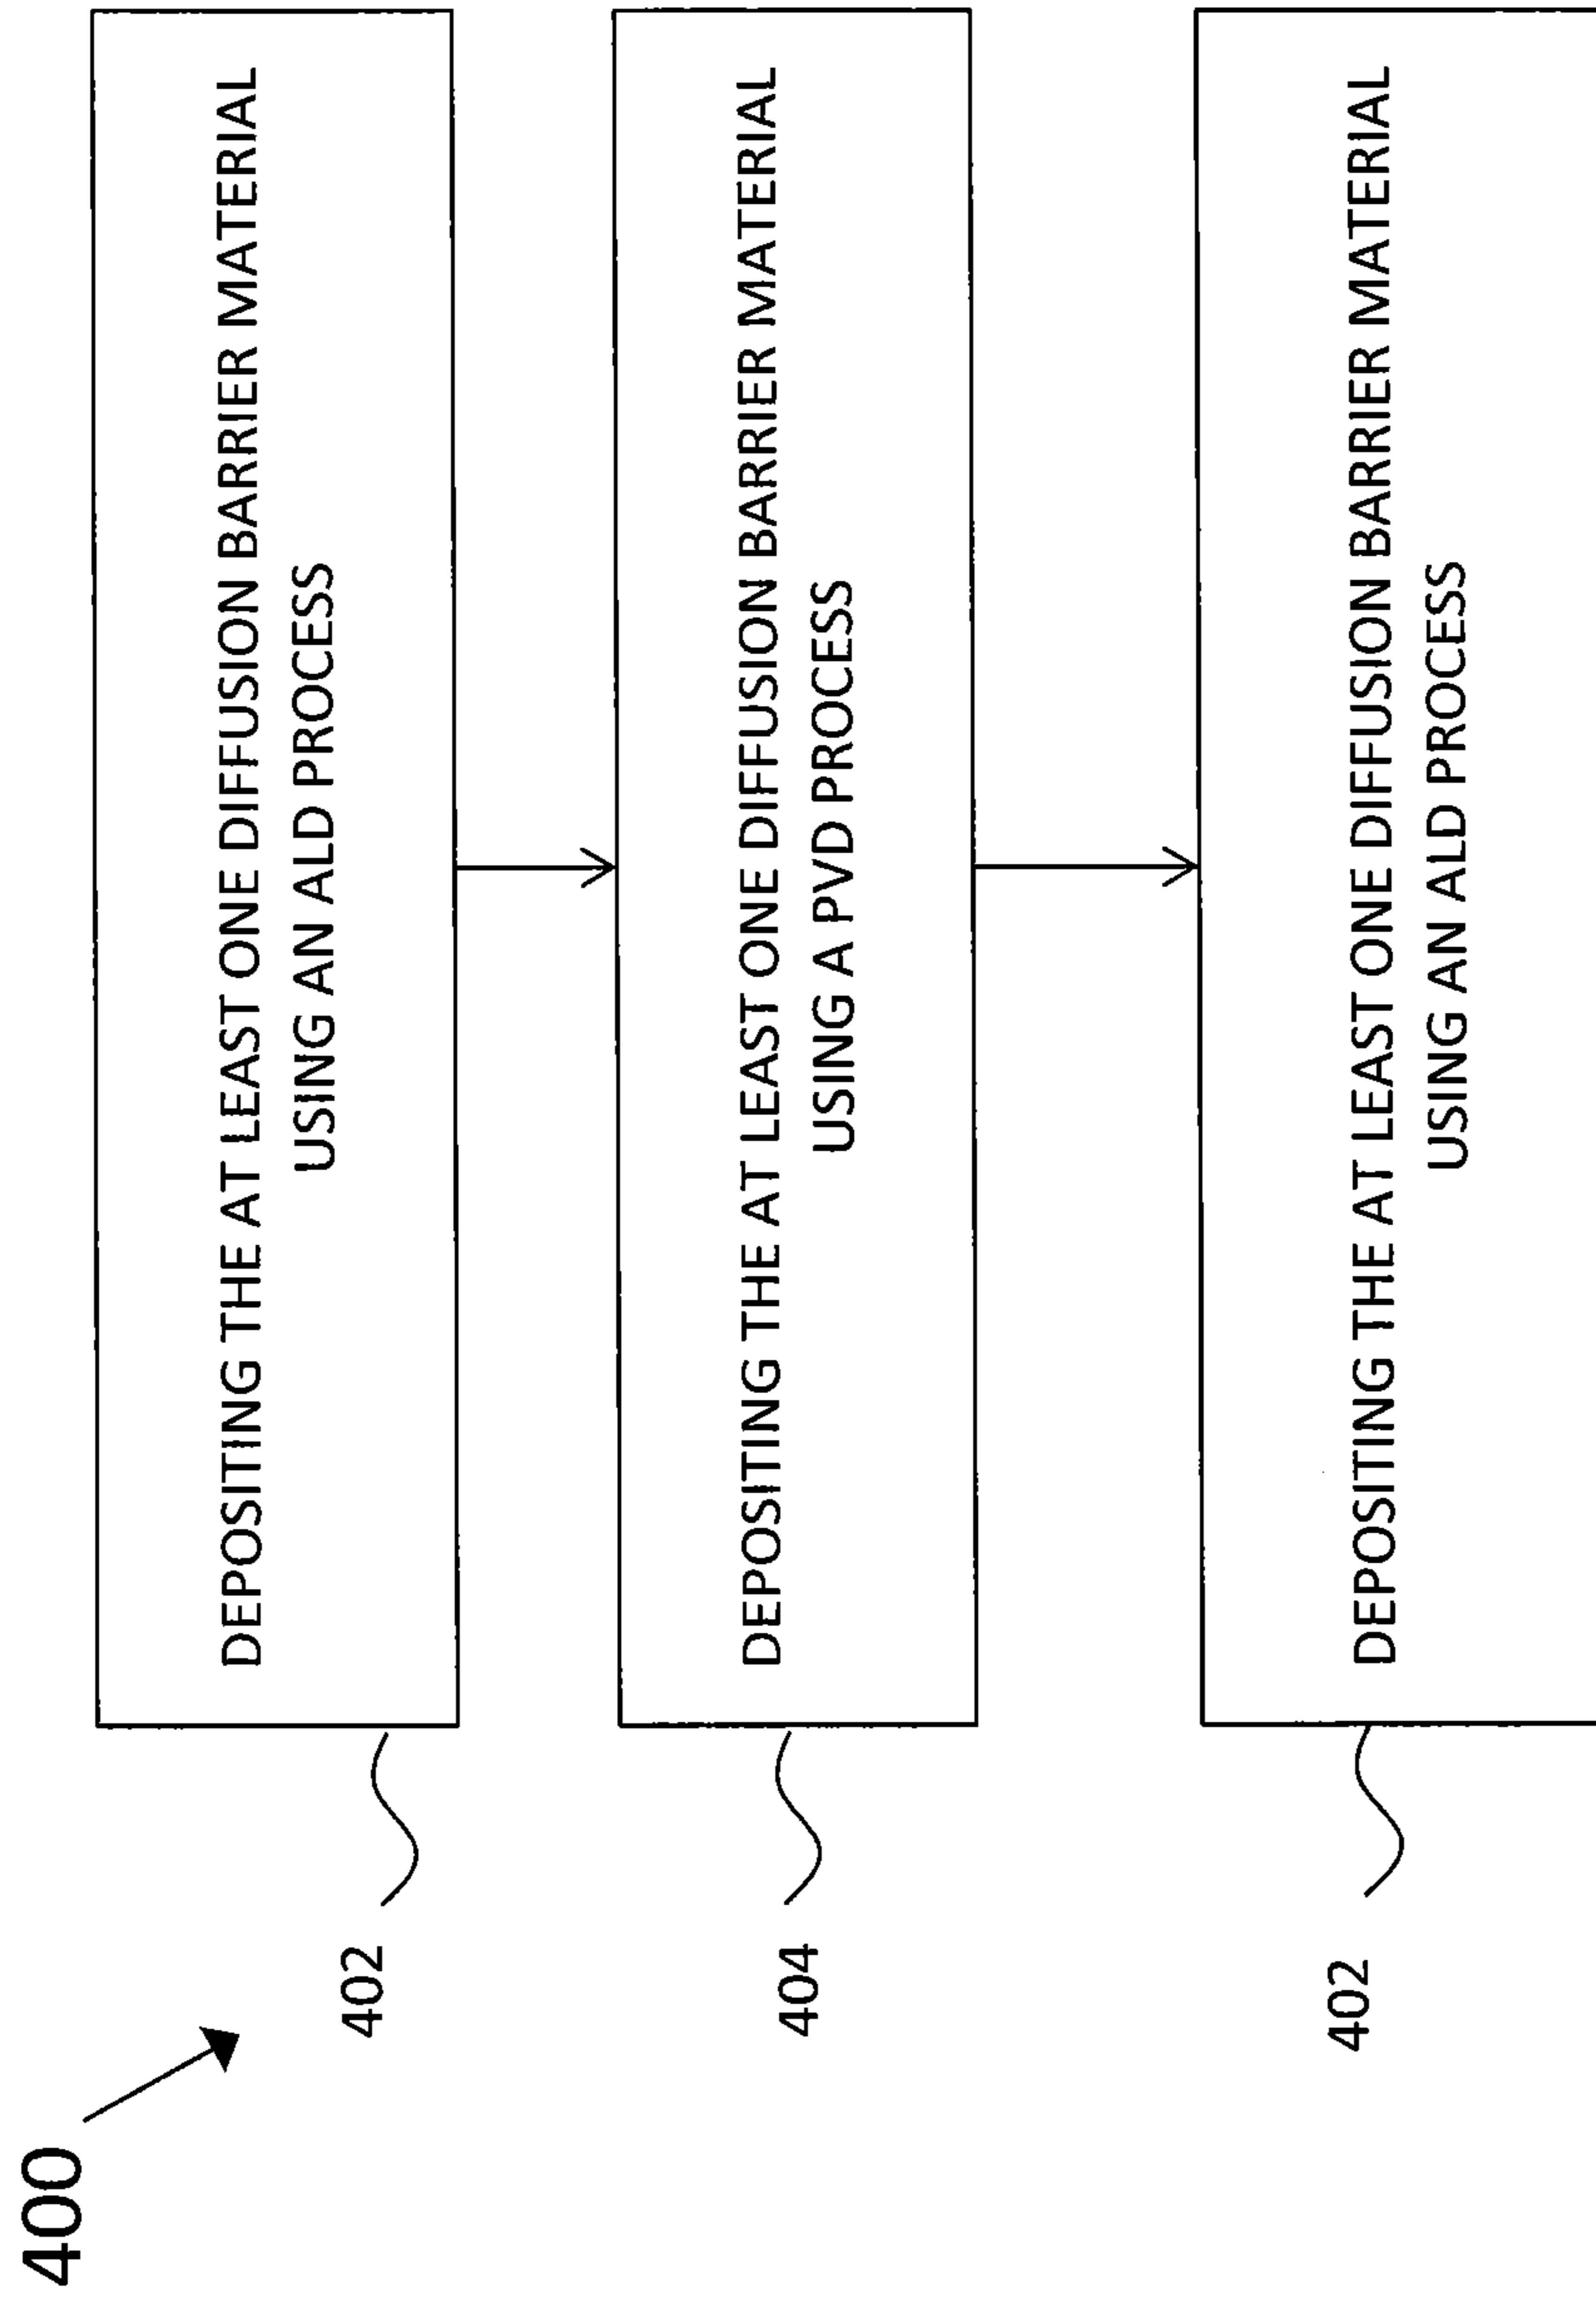 400
402
DEPOSITING THE AT LEAST ONE DIFFUSION BARRIER MATERIAL
USING AN ALD PROCESS
404
DEPOSITING THE AT LEAST ONE DIFFUSION BARRIER MATERIAL
USING A PVD PROCESS
402
DEPOSITING THE AT LEAST ONE DIFFUSION BARRIER MATERIAL
USING AN ALD PROCESS